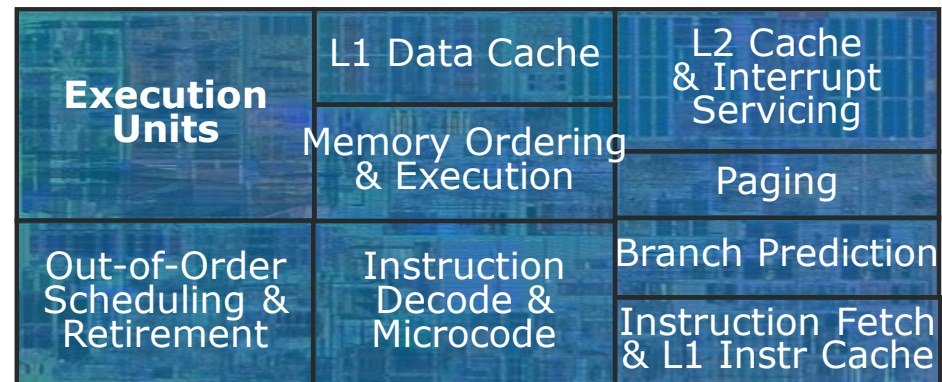 Execution
Units
L1 Data Cache
Memory Ordering
& Execution
L2 Cache
& Interrupt
Servicing
Paging
Out-of-Order
Scheduling &
Retirement
Instruction
Decode &
Microcode
Branch Prediction
Instruction Fetch
& L1 Instr Cache